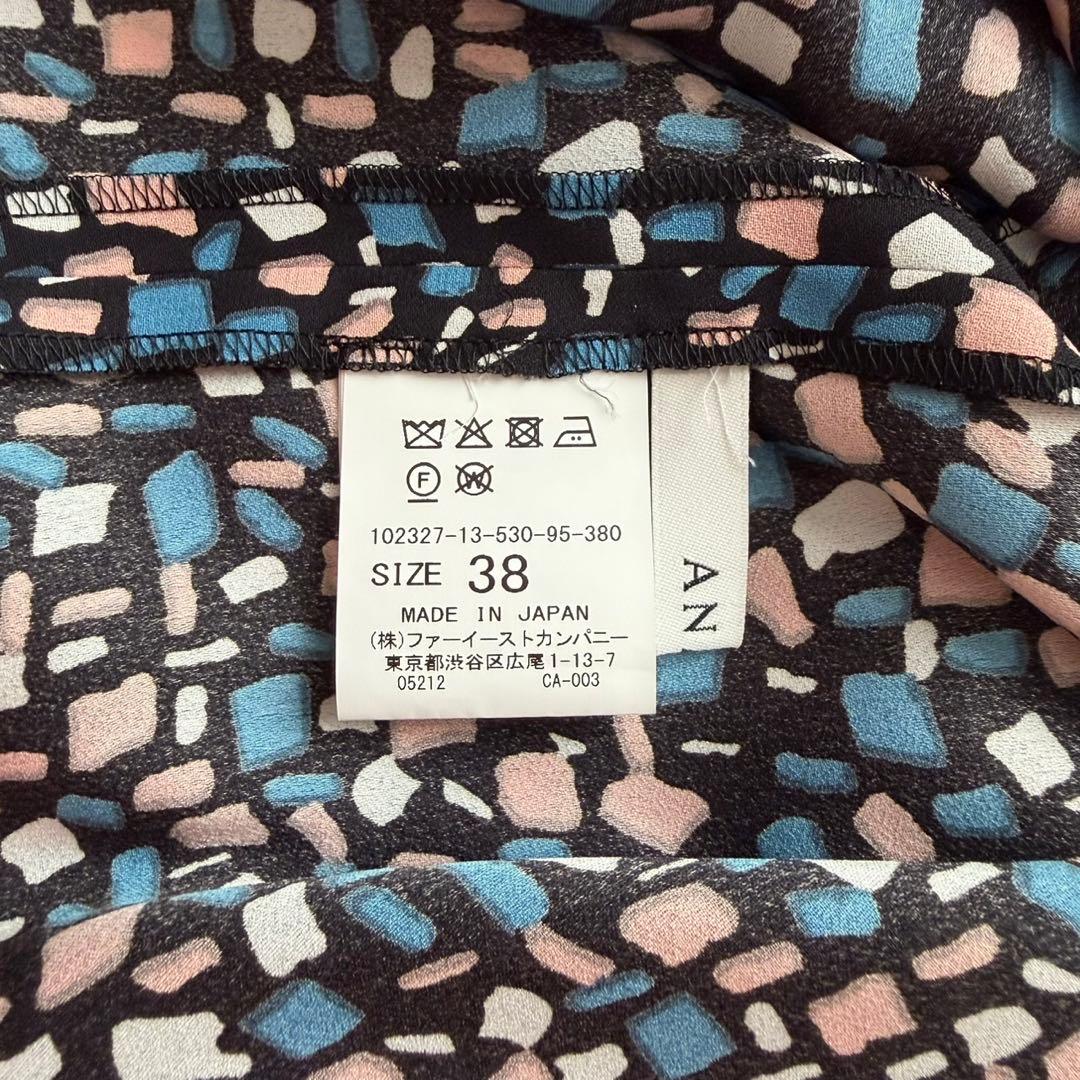 F
W
102327-13-530-95-380
SIZE 38
MADE IN JAPAN
(株)ファーイーストカンパニー
東京都渋谷区広尾1-13-7
05212 CA-003
AN